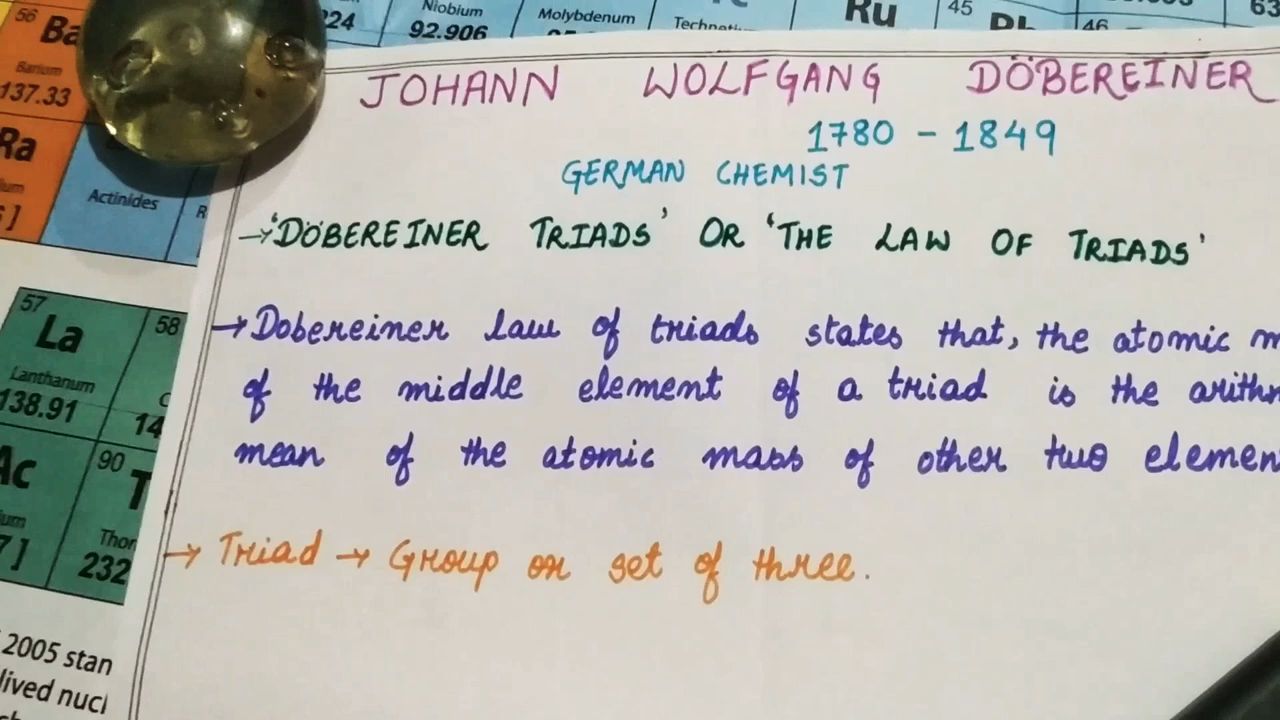 56
Ba
Barium
137.33
Ra
Actinides
Niobium
92.906
Molybdenum
Ru
45
46
63
JOHANN WOLFGANG DÖBEREINER
1780 - 1849
GERMAN CHEMIST
→ 'DÖBEREINER TRIADS' OR 'THE LAW OF TRIADS'
→ Dobereiner law of triads states that, the atomic
of the middle element of a triad is the
mean of the atomic mass of other two
→ Triad → Group or set of three.
57
La
Lanthanum
138.91
58
Ac
90
232
2005 stan
lived nucl